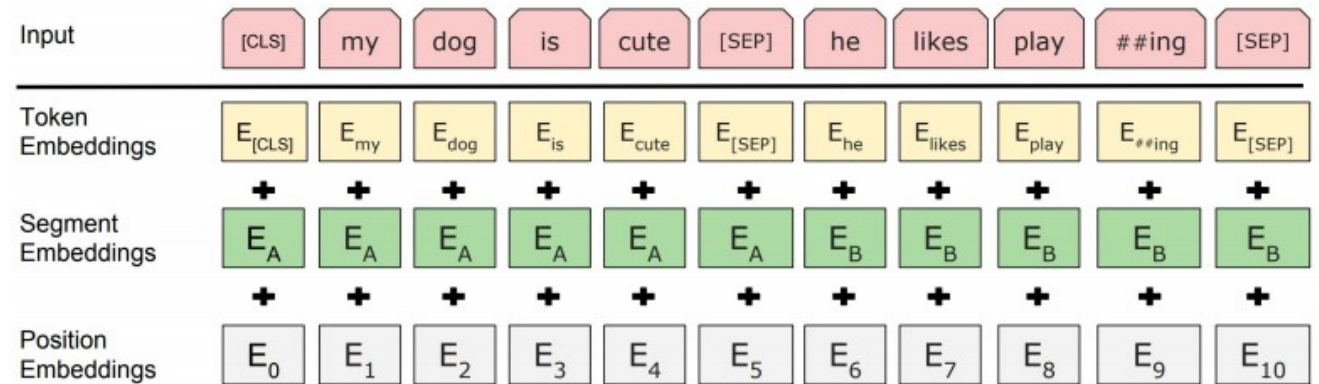 Input [CLS] my dog is cute [SEP] he likes play ##ing [SEP]
Token Embeddings E[CLS] Emy Edog Eis Ecute E[SEP] Ehe Elikes Eplay E##ing E[SEP]
+ + + + + + + + + + +
Segment Embeddings EA EA EA EA EA EA EB EB EB EB EB
+ + + + + + + + + + +
Position Embeddings E0 E1 E2 E3 E4 E5 E6 E7 E8 E9 E10